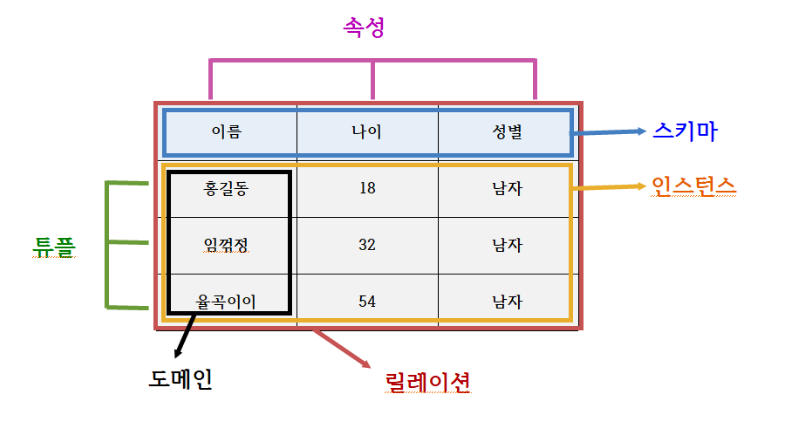 속성
이름 나이 성별
스키마
홍길동 18 남자
인스턴스
튜플
임꺾정 32 남자
율곡이이 54 남자
도메인
릴레이션